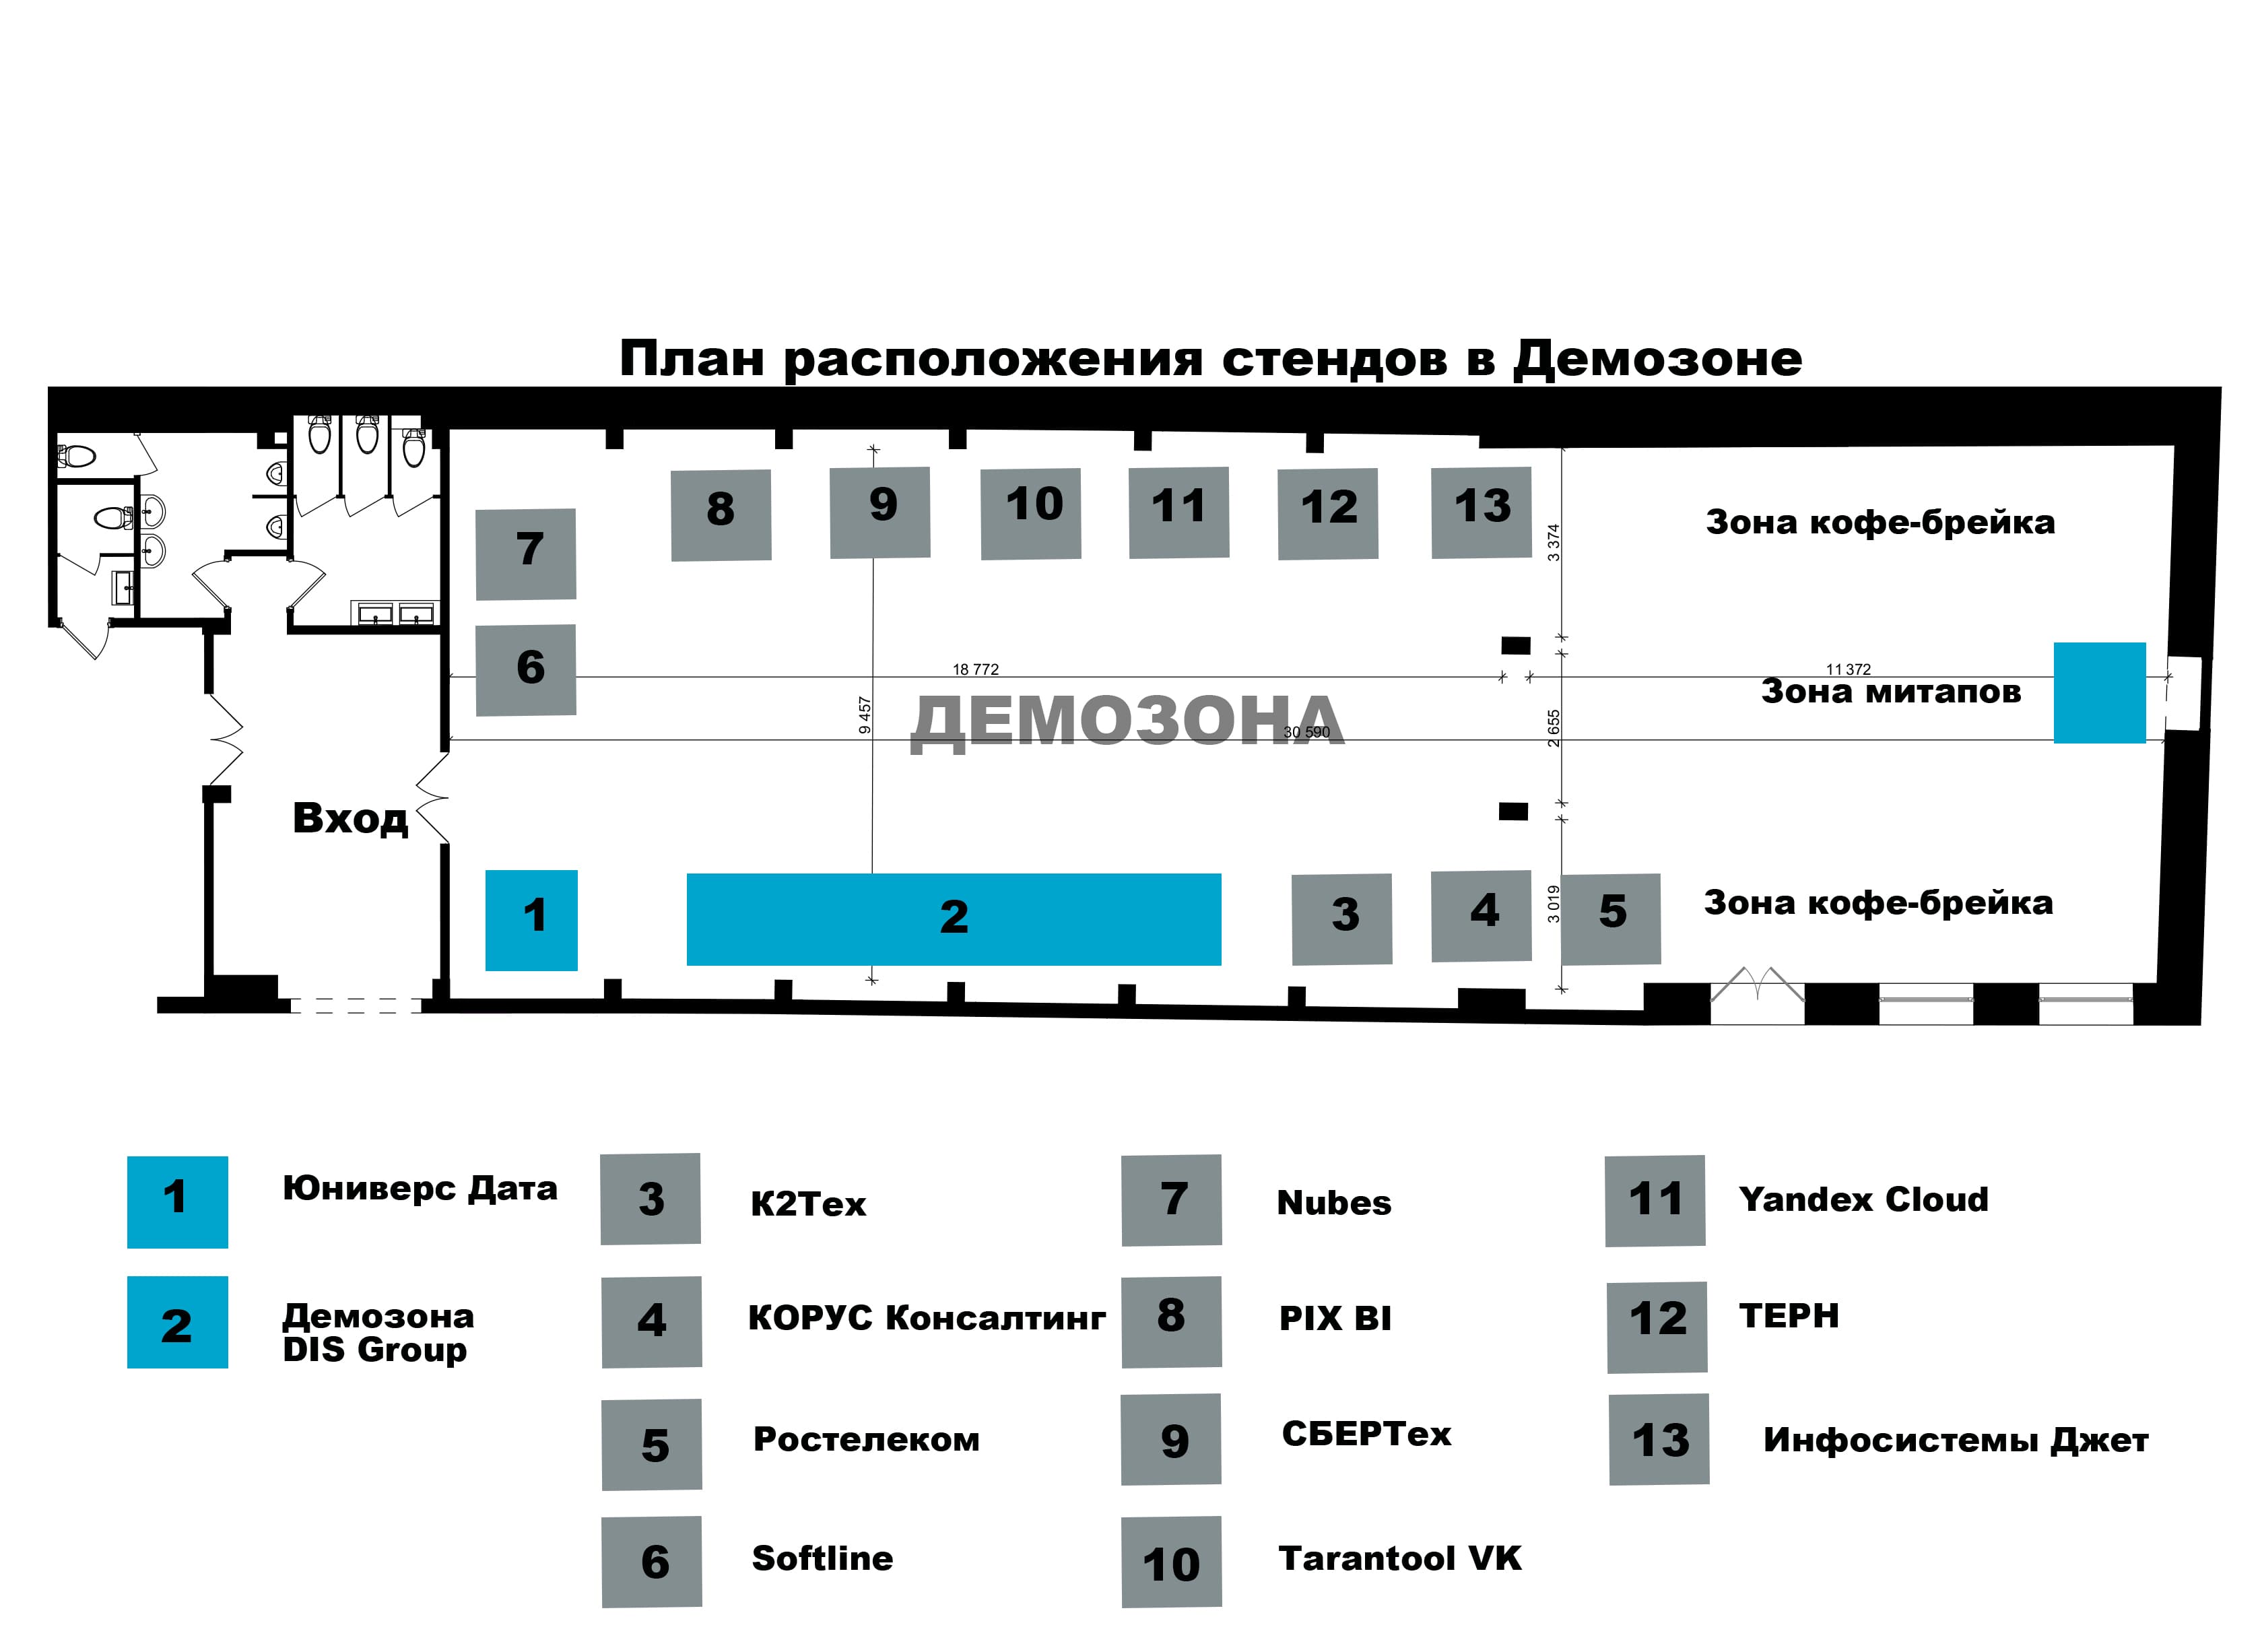 План расположения стендов в Демозоне
8
9
10
11
12
13
7
6
3 374
Зона кофе-брейка
18 772
11 372
Зона митапов
9 457
ДЕМОЗОНА
30 590
2 655
Вход
1
2
3
4
3 019
5
Зона кофе-брейка
1 Юниверс Дата
2 Демозона
DIS Group
3 К2Тех
4 КОРУС Консалтинг
5 Ростелеком
6 Softline
7 Nubes
8 PIX BI
9 СБЕРТех
10 Tarantool VK
11 Yandex Cloud
12 ТЕРН
13 Инфосистемы Джет